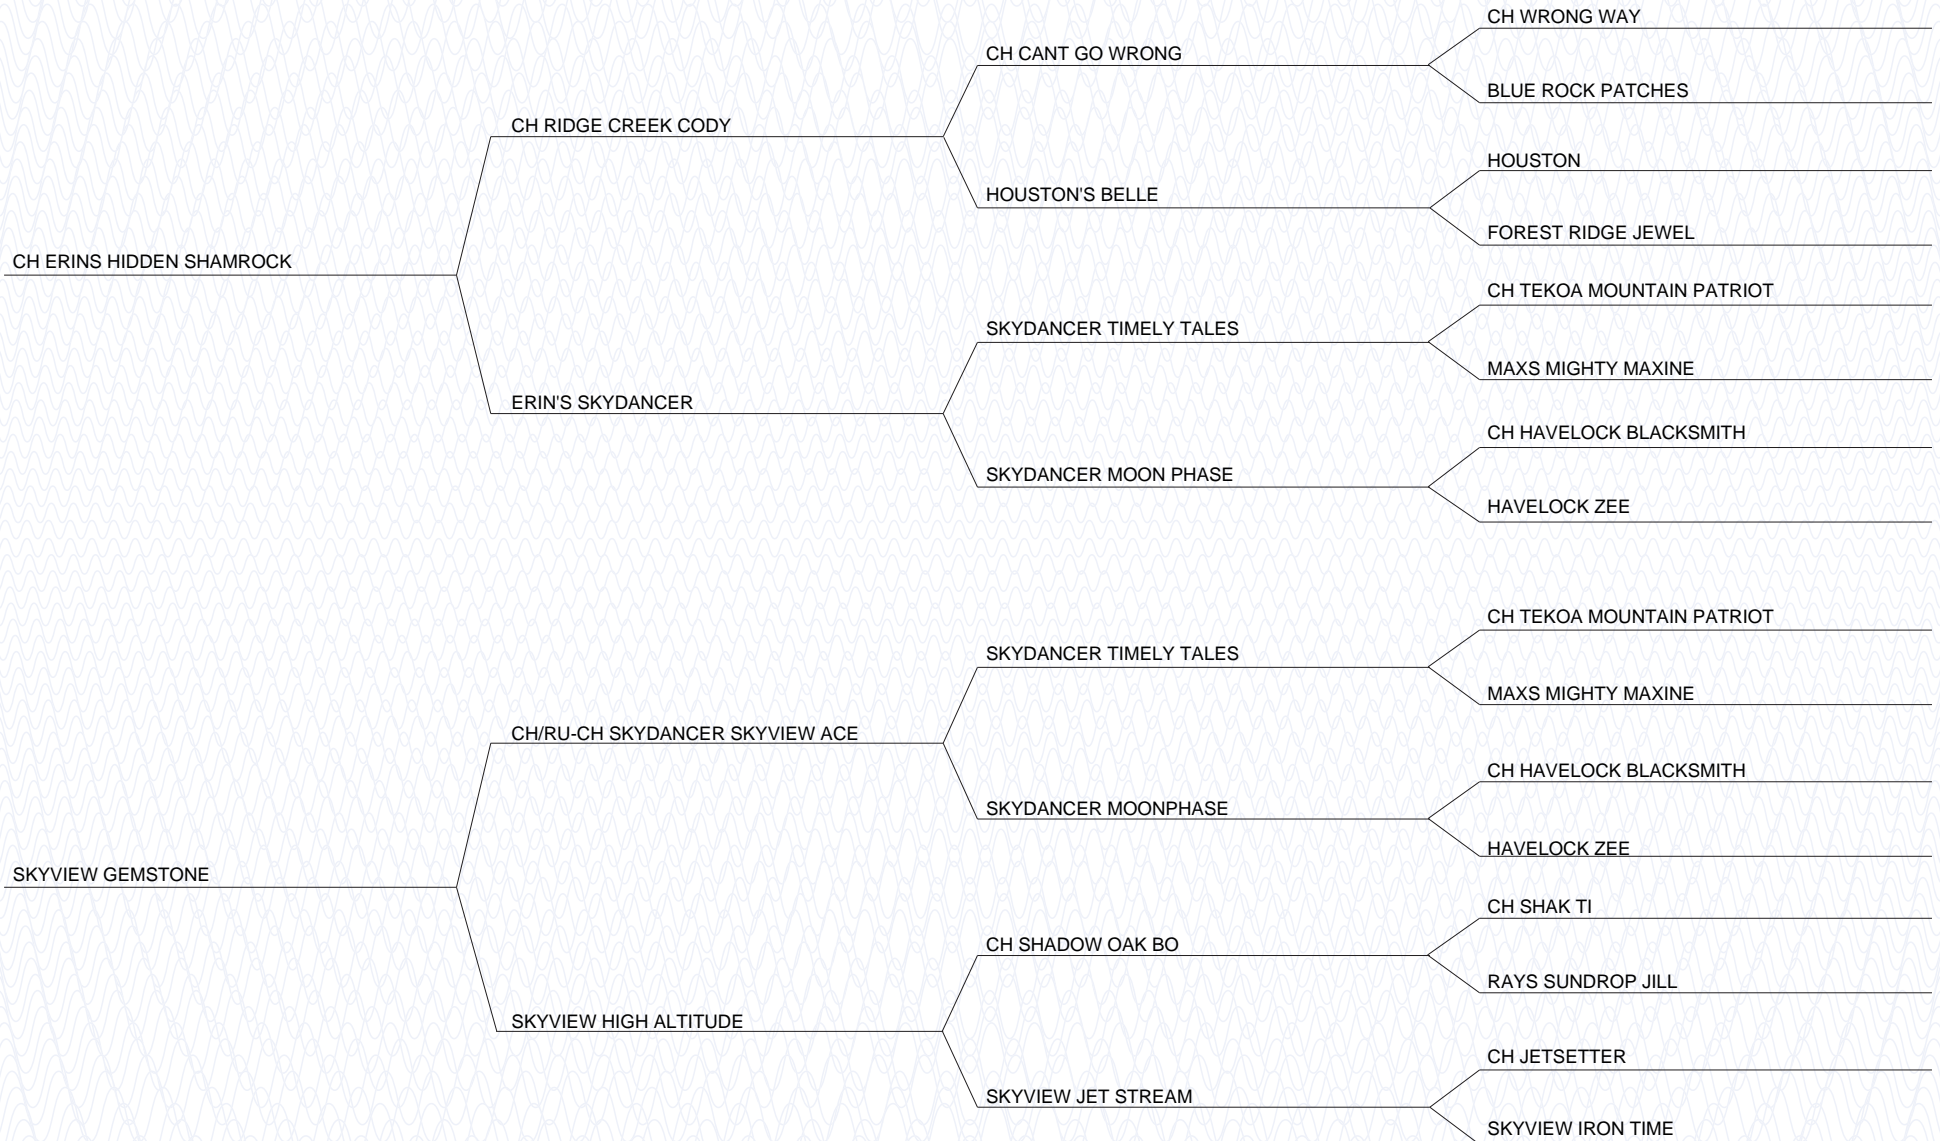 CH WRONG WAY
CH CANT GO WRONG
BLUE ROCK PATCHES
CH RIDGE CREEK CODY
HOUSTON
HOUSTON'S BELLE
FOREST RIDGE JEWEL
CH ERINS HIDDEN SHAMROCK
CH TEKOA MOUNTAIN PATRIOT
SKYDANCER TIMELY TALES
MAXS MIGHTY MAXINE
ERIN'S SKYDANCER
CH HAVELOCK BLACKSMITH
SKYDANCER MOON PHASE
HAVELOCK ZEE
CH TEKOA MOUNTAIN PATRIOT
SKYDANCER TIMELY TALES
MAXS MIGHTY MAXINE
CH/RU-CH SKYDANCER SKYVIEW ACE
CH HAVELOCK BLACKSMITH
SKYDANCER MOONPHASE
HAVELOCK ZEE
SKYVIEW GEMSTONE
CH SHAK TI
CH SHADOW OAK BO
RAYS SUNDROP JILL
SKYVIEW HIGH ALTITUDE
CH JETSETTER
SKYVIEW JET STREAM
SKYVIEW IRON TIME